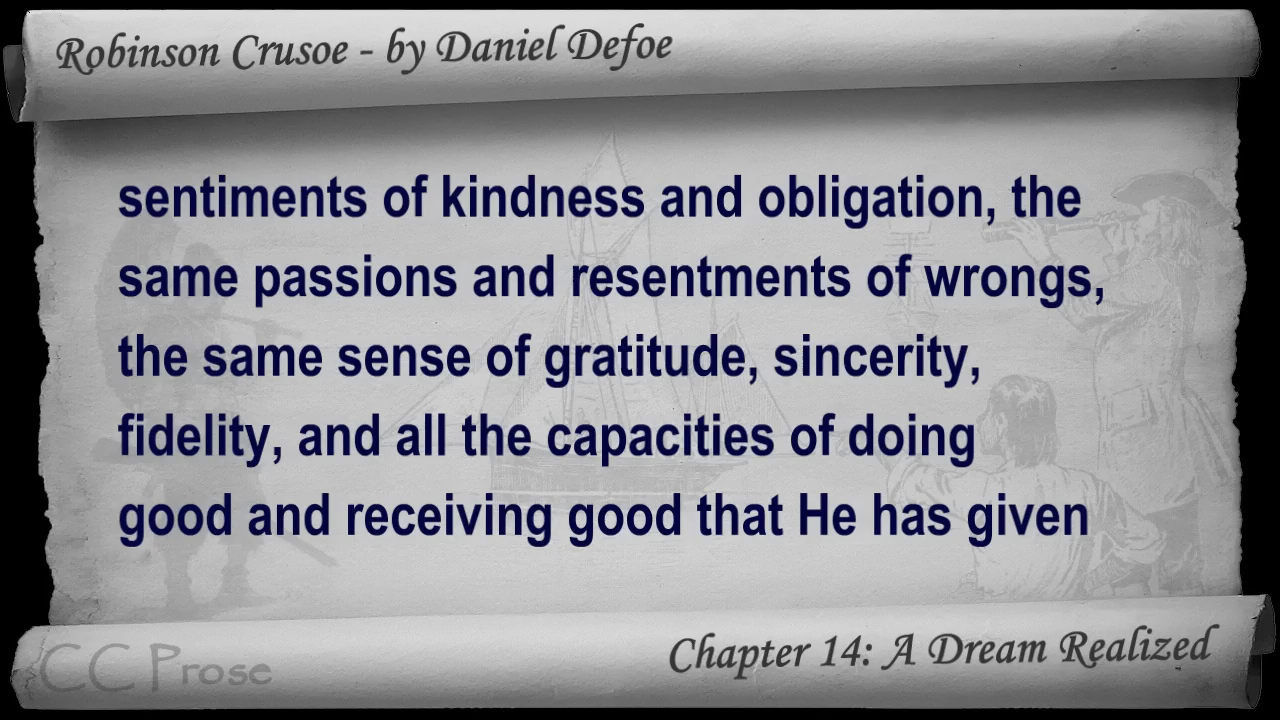 Robinson Crusoe - by Daniel Defoe
sentiments of kindness and obligation, the
same passions and resentments of wrongs,
the same sense of gratitude, sincerity,
fidelity, and all the capacities of doing
good and receiving good that He has given
CC Prose
Chapter 14: A Dream Realized